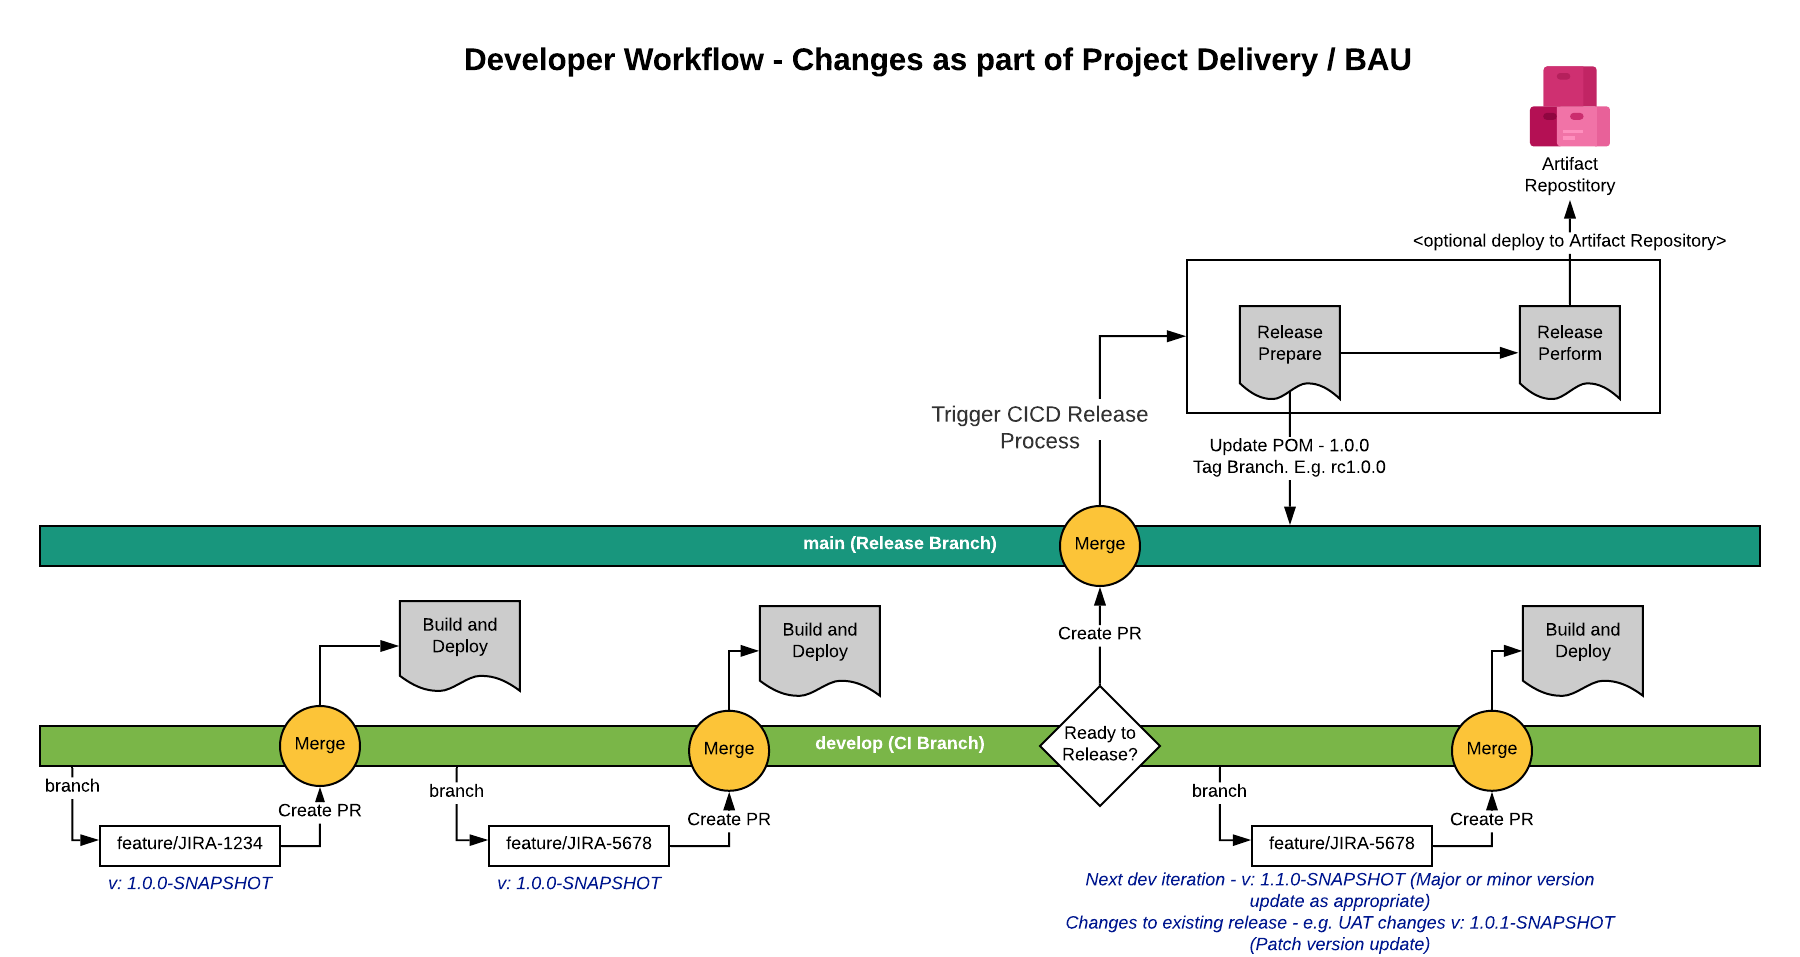 Developer Workflow - Changes as part of Project Delivery / BAU
Artifact
Repostitory
<optional deploy to Artifact Repository>
Release
Prepare
Release
Perform
Trigger CICD Release
Process
Update POM - 1.0.0
Tag Branch. E.g. rc1.0.0
main (Release Branch)
Merge
Build and
Deploy
Build and
Deploy
Create PR
Build and
Deploy
Merge
Merge
develop (CI Branch)
Ready to
Release?
Merge
branch
Create PR
feature/JIRA-1234
v: 1.0.0-SNAPSHOT
branch
Create PR
feature/JIRA-5678
v: 1.0.0-SNAPSHOT
branch
Create PR
feature/JIRA-5678
Next dev iteration - v: 1.1.0-SNAPSHOT (Major or minor version
update as appropriate)
Changes to existing release - e.g. UAT changes v: 1.0.1-SNAPSHOT
(Patch version update)